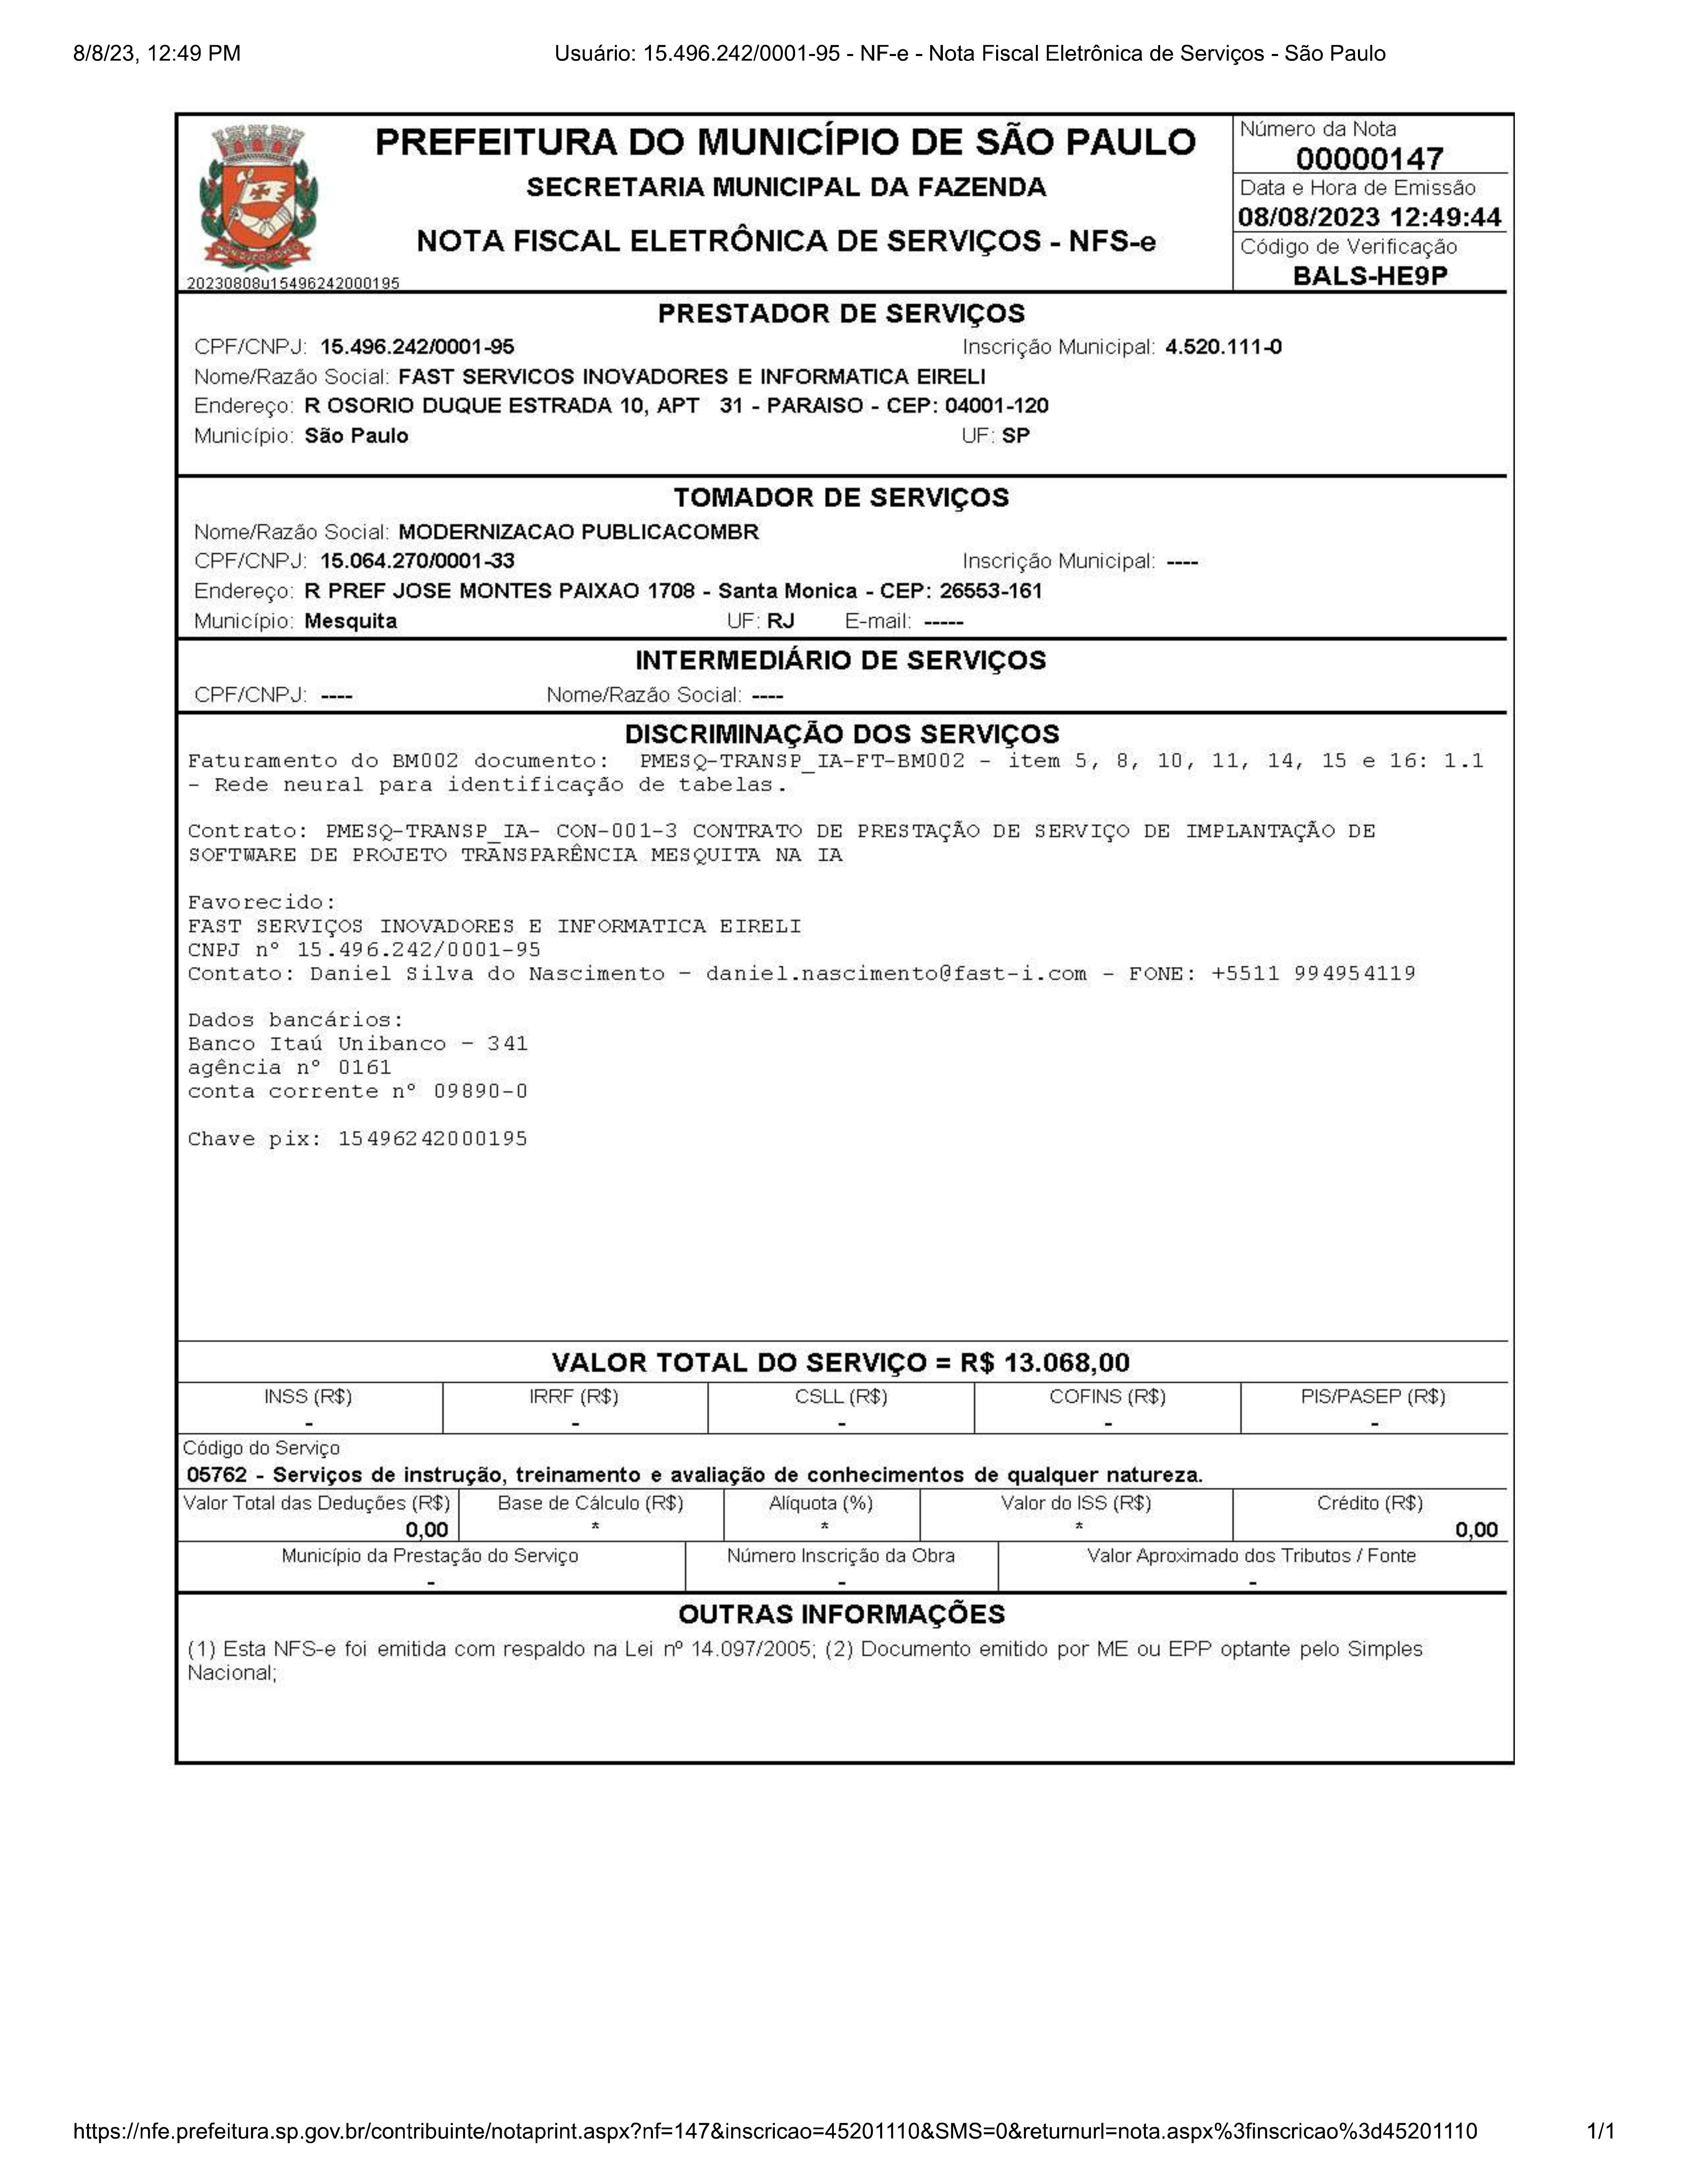 8/8/23, 12:49 PM
Usuário: 15.496.242/0001-95 - NF-e - Nota Fiscal Eletrônica de Serviços - São Paulo
PREFEITURA DO MUNICÍPIO DE SÃO PAULO
SECRETARIA MUNICIPAL DA FAZENDA
NOTA FISCAL ELETRÔNICA DE SERVIÇOS - NFS-e
20230808u15496242000195
Número da Nota
00000147
Data e Hora de Emissão
08/08/2023 12:49:44
Código de Verificação
BALS-HE9P
PRESTADOR DE SERVIÇOS
CPF/CNPJ: 15.496.242/0001-95 Inscrição Municipal: 4.520.111-0
Nome/Razão Social: FAST SERVICOS INOVADORES E INFORMATICA EIRELI
Endereço: R OSORIO DUQUE ESTRADA 10, APT 31 - PARAISO - CEP: 04001-120
Município: São Paulo UF: SP
TOMADOR DE SERVIÇOS
Nome/Razão Social: MODERNIZACAO PUBLICACOMBR
CPF/CNPJ: 15.064.270/0001-33 Inscrição Municipal: ----
Endereço: R PREF JOSE MONTES PAIXAO 1708 - Santa Monica - CEP: 26553-161
Município: Mesquita UF: RJ E-mail: -----
INTERMEDIÁRIO DE SERVIÇOS
CPF/CNPJ: ---- Nome/Razão Social: ----
DISCRIMINAÇÃO DOS SERVIÇOS
Faturamento do BM002 documento: PMESQ-TRANSP_IA-FT-BM002 - item 5, 8, 10, 11, 14, 15 e 16: 1.1
- Rede neural para identificação de tabelas.
Contrato: PMESQ-TRANSP_IA- CON-001-3 CONTRATO DE PRESTAÇÃO DE SERVIÇO DE IMPLANTAÇÃO DE
SOFTWARE DE PROJETO TRANSPARÊNCIA MESQUITA NA IA
Favorecido:
FAST SERVIÇOS INOVADORES E INFORMATICA EIRELI
CNPJ nº 15.496.242/0001-95
Contato: Daniel Silva do Nascimento – daniel.nascimento@fast-i.com – FONE: +5511 994954119
Dados bancários:
Banco Itaú Unibanco – 341
agência nº 0161
conta corrente nº 09890-0
Chave pix: 15496242000195
VALOR TOTAL DO SERVIÇO = R$ 13.068,00
INSS (R$) IRRF (R$) CSLL (R$) COFINS (R$) PIS/PASEP (R$)
- - - - -
Código do Serviço
05762 - Serviços de instrução, treinamento e avaliação de conhecimentos de qualquer natureza.
Valor Total das Deduções (R$) Base de Cálculo (R$) Alíquota (%) Valor do ISS (R$) Crédito (R$)
0,00 * * * 0,00
Município da Prestação do Serviço Número Inscrição da Obra Valor Aproximado dos Tributos / Fonte
- - -
OUTRAS INFORMAÇÕES
(1) Esta NFS-e foi emitida com respaldo na Lei nº 14.097/2005; (2) Documento emitido por ME ou EPP optante pelo Simples
Nacional;
https://nfe.prefeitura.sp.gov.br/contribuinte/notaprint.aspx?nf=147&inscricao=45201110&SMS=0&returnurl=nota.aspx%3finscricao%3d45201110
1/1